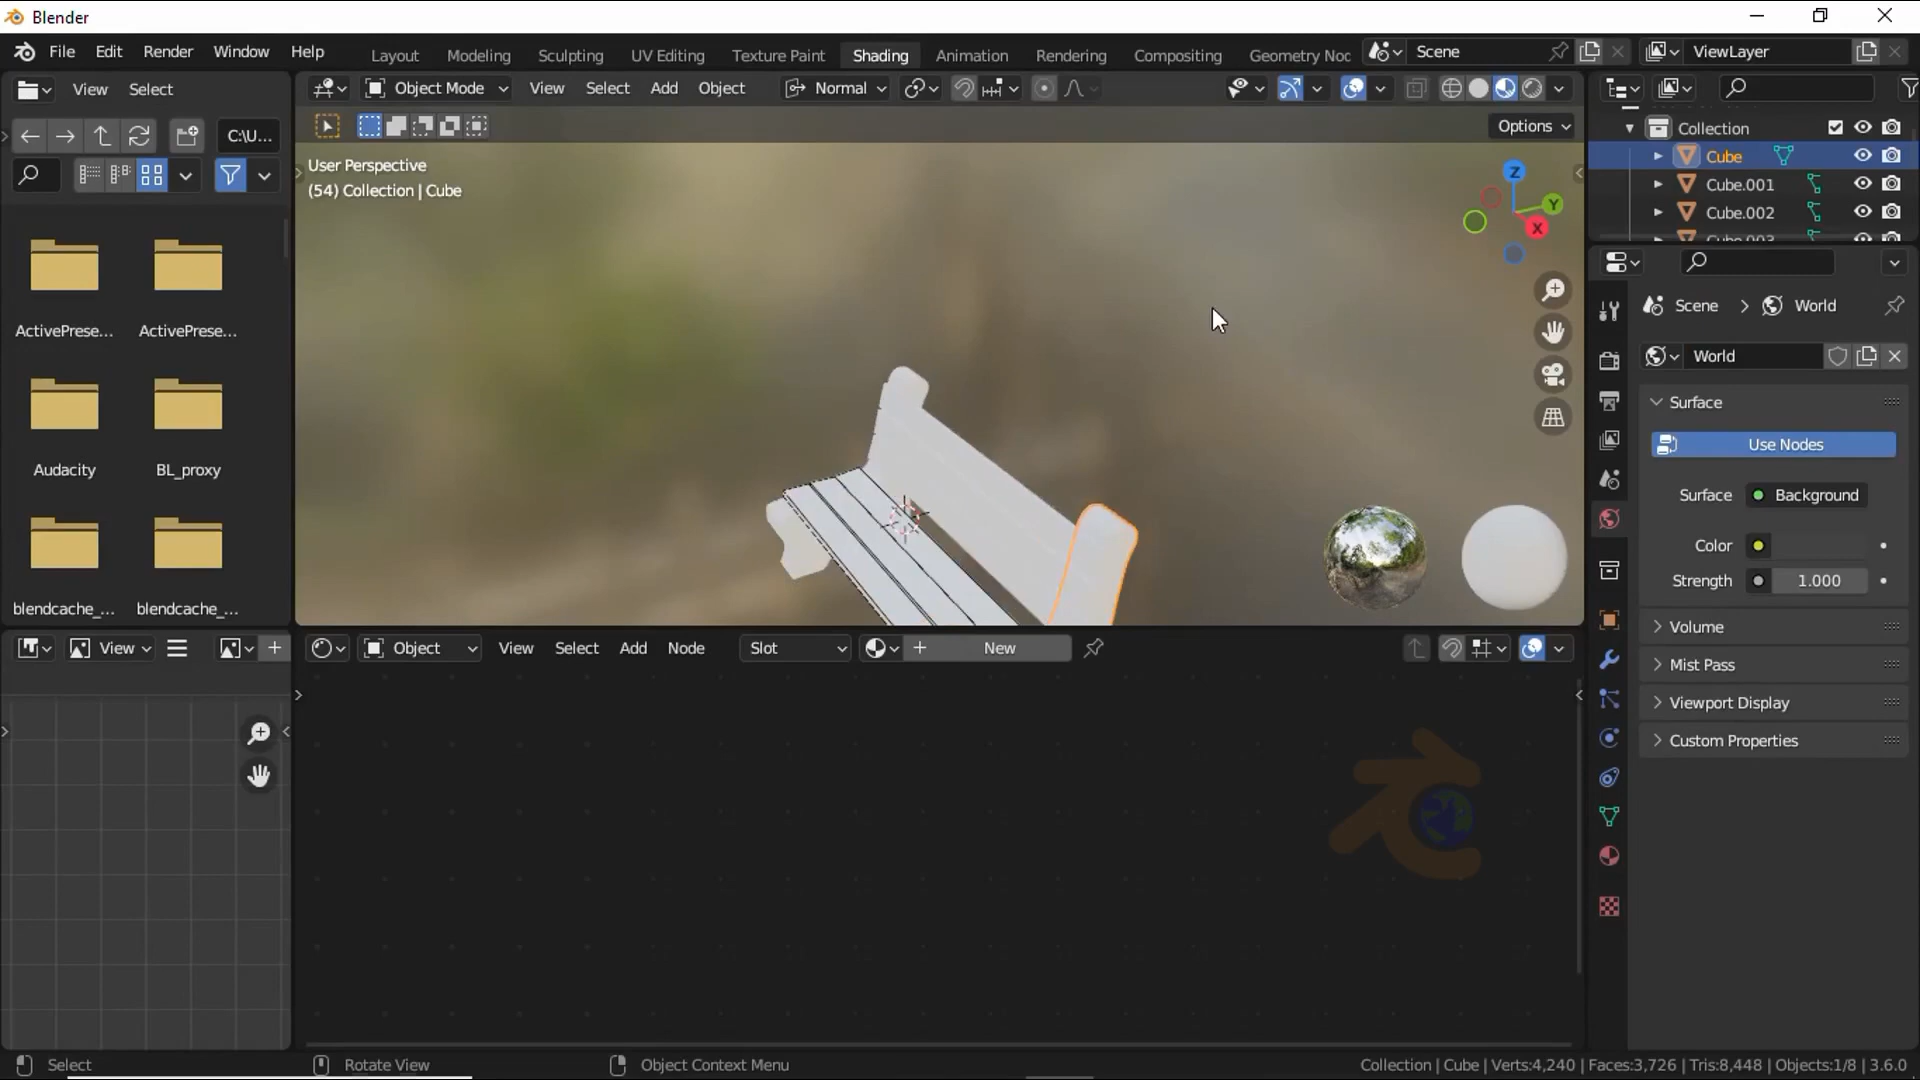 Blender
File Edit Render Window Help
Layout Modeling Sculpting UV Editing Texture Paint Shading Animation Rendering Compositing Geometry Noc
Scene
ViewLayer
View Select
Object Mode View Select Add Object Normal
C:\U...
Options
User Perspective
(54) Collection | Cube
Z
Y
X
Collection
Cube
Cube.001
Cube.002
Cube.003
Scene > World
World
Surface
Use Nodes
Surface Background
Color
Strength 1.000
Volume
Mist Pass
Viewport Display
Custom Properties
ActivePrese... ActivePrese...
Audacity BL_proxy
blendcache_... blendcache_...
View
Object View Select Add Node Slot New
Select Rotate View Object Context Menu
Collection | Cube | Verts:4,240 | Faces:3,726 | Tris:8,448 | Objects:1/8 | 3.6.0